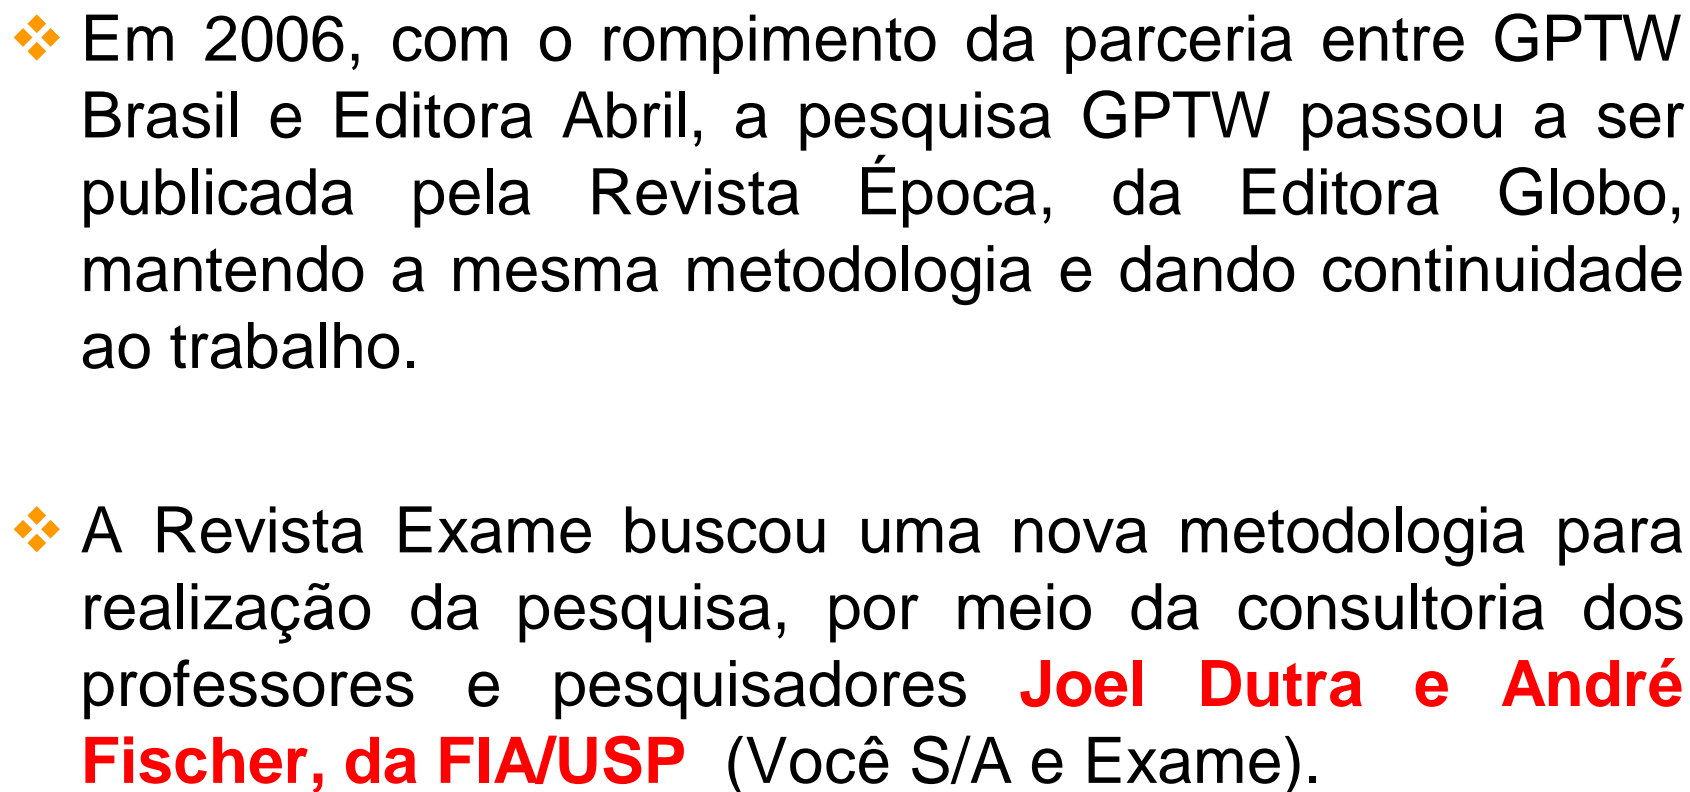 Em 2006, com o rompimento da parceria entre GPTW
Brasil e Editora Abril, a pesquisa GPTW passou a ser
publicada pela Revista Época, da Editora Globo,
mantendo a mesma metodologia e dando continuidade
ao trabalho.
A Revista Exame buscou uma nova metodologia para
realização da pesquisa, por meio da consultoria dos
professores e pesquisadores Joel Dutra e André
Fischer, da FIA/USP (Você S/A e Exame).